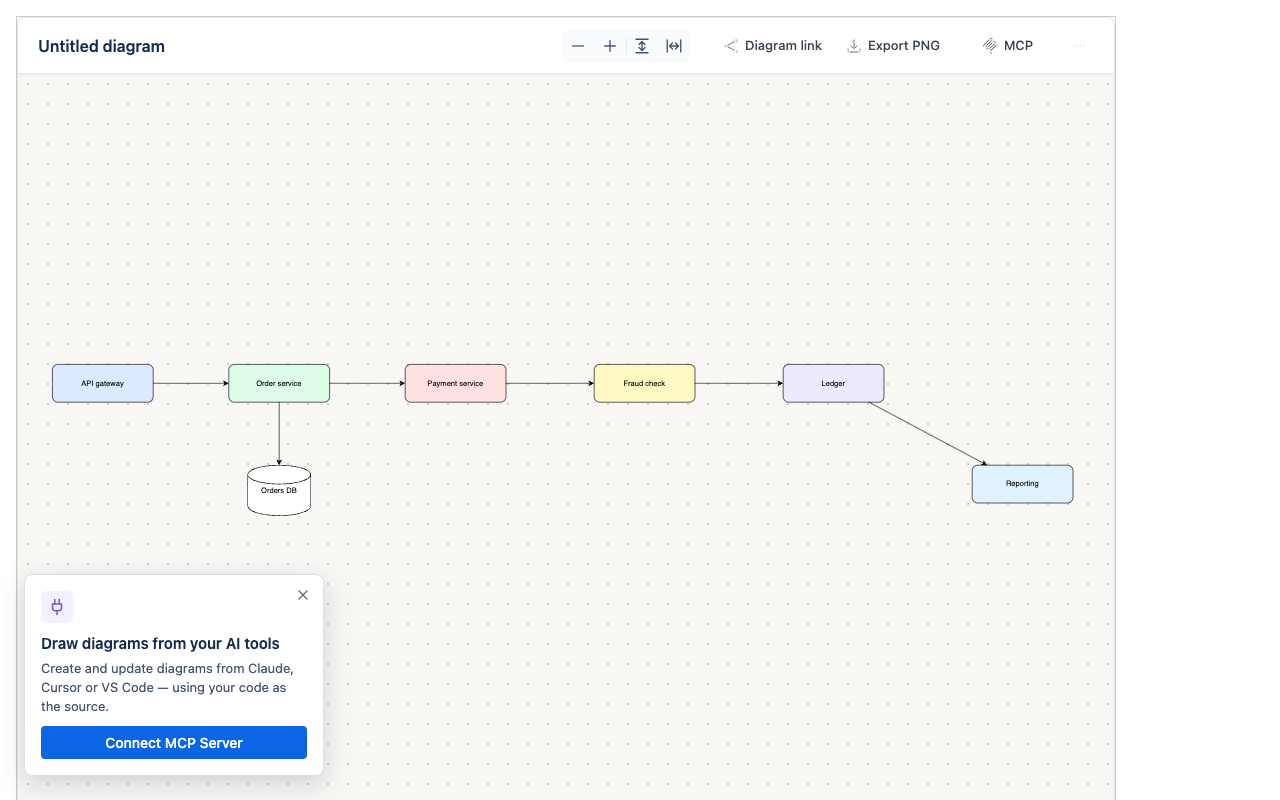 Untitled diagram
Diagram link
Export PNG
MCP
API gateway
Order service
Payment service
Fraud check
Ledger
Orders DB
Reporting
Draw diagrams from your AI tools
Create and update diagrams from Claude,
Cursor or VS Code — using your code as
the source.
Connect MCP Server